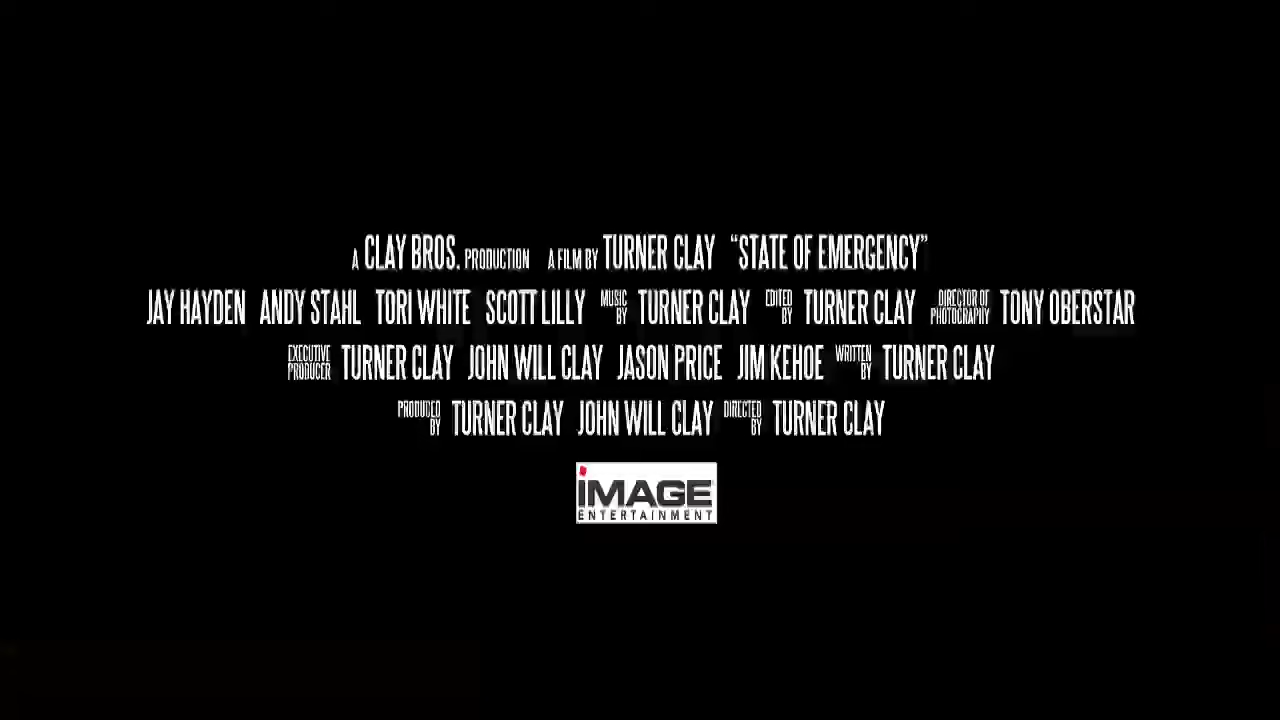 A CLAY BROS. PRODUCTION A FILM BY TURNER CLAY “STATE OF EMERGENCY”
JAY HAYDEN ANDY STAHL TORI WHITE SCOTT LILLY MUSIC BY TURNER CLAY EDITED BY TURNER CLAY DIRECTOR OF PHOTOGRAPHY TONY OBERSTAR
EXECUTIVE PRODUCER TURNER CLAY JOHN WILL CLAY JASON PRICE JIM KEHOE WRITTEN BY TURNER CLAY
PRODUCED BY TURNER CLAY JOHN WILL CLAY DIRECTED BY TURNER CLAY
iMAGE
ENTERTAINMENT